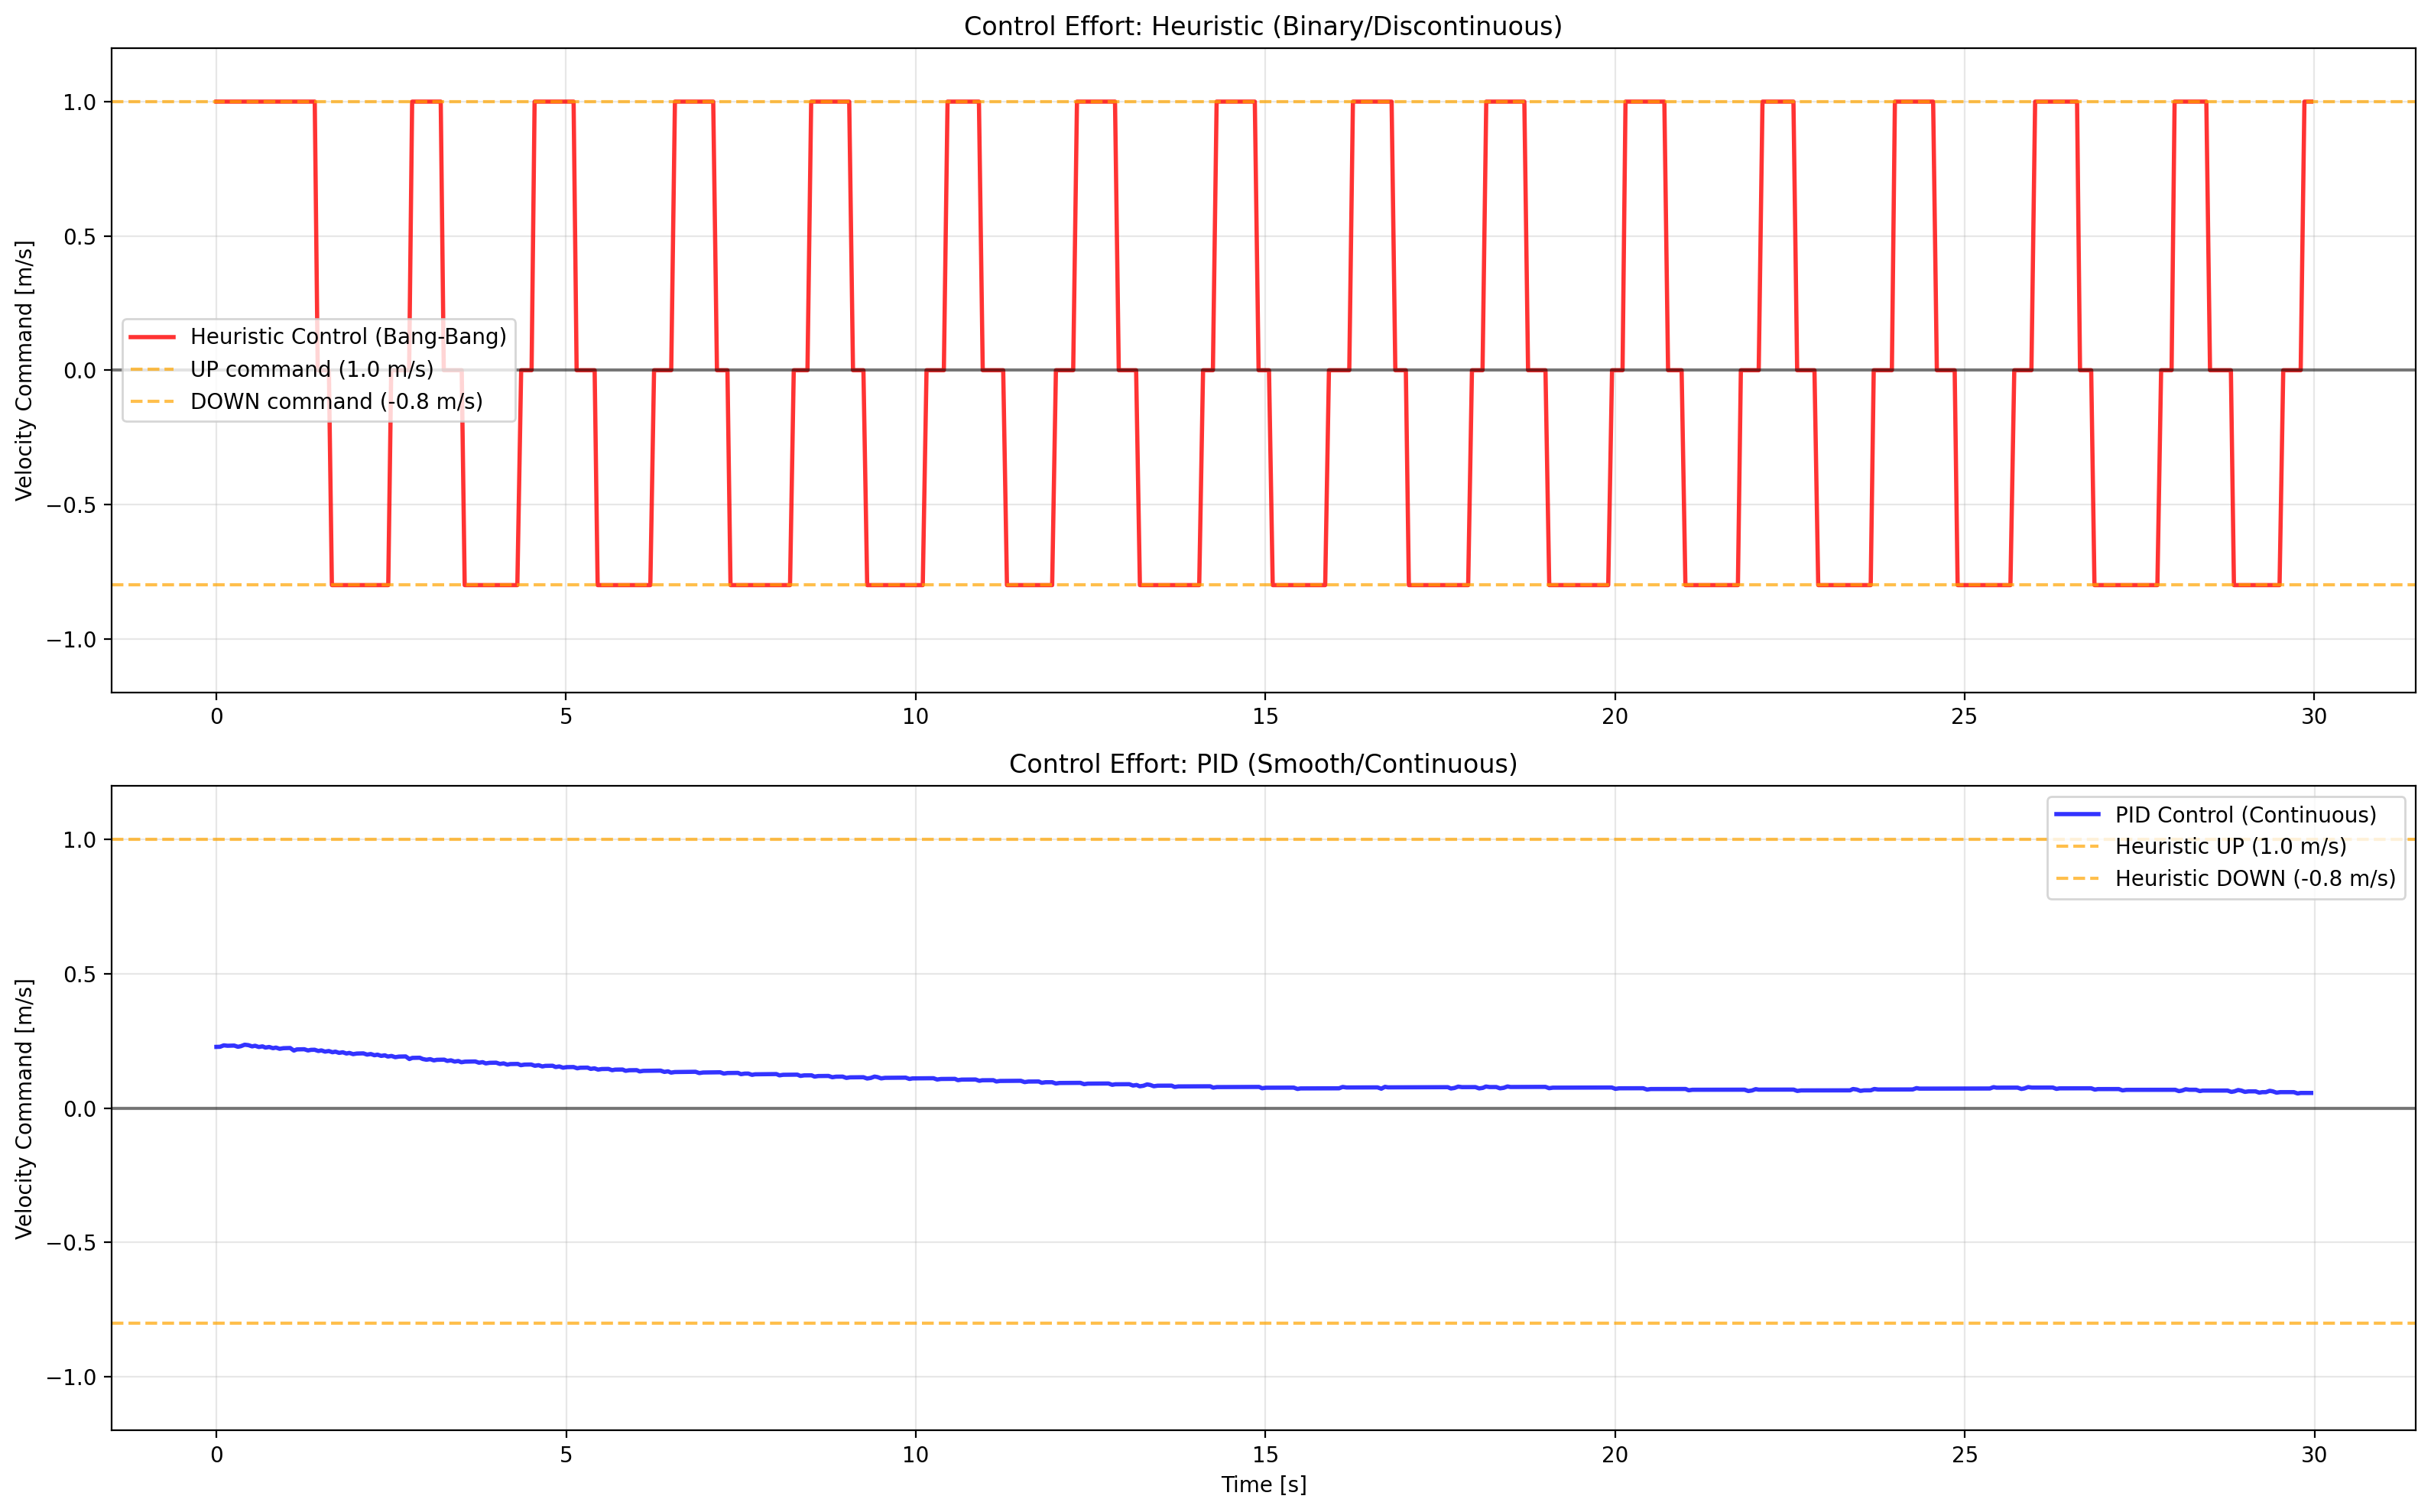 Control Effort: Heuristic (Binary/Discontinuous)
Velocity Command [m/s]
1.0
0.5
0.0
−0.5
−1.0
Heuristic Control (Bang-Bang)
UP command (1.0 m/s)
DOWN command (-0.8 m/s)
0 5 10 15 20 25 30
Control Effort: PID (Smooth/Continuous)
Velocity Command [m/s]
1.0
0.5
0.0
−0.5
−1.0
PID Control (Continuous)
Heuristic UP (1.0 m/s)
Heuristic DOWN (-0.8 m/s)
0 5 10 15 20 25 30
Time [s]